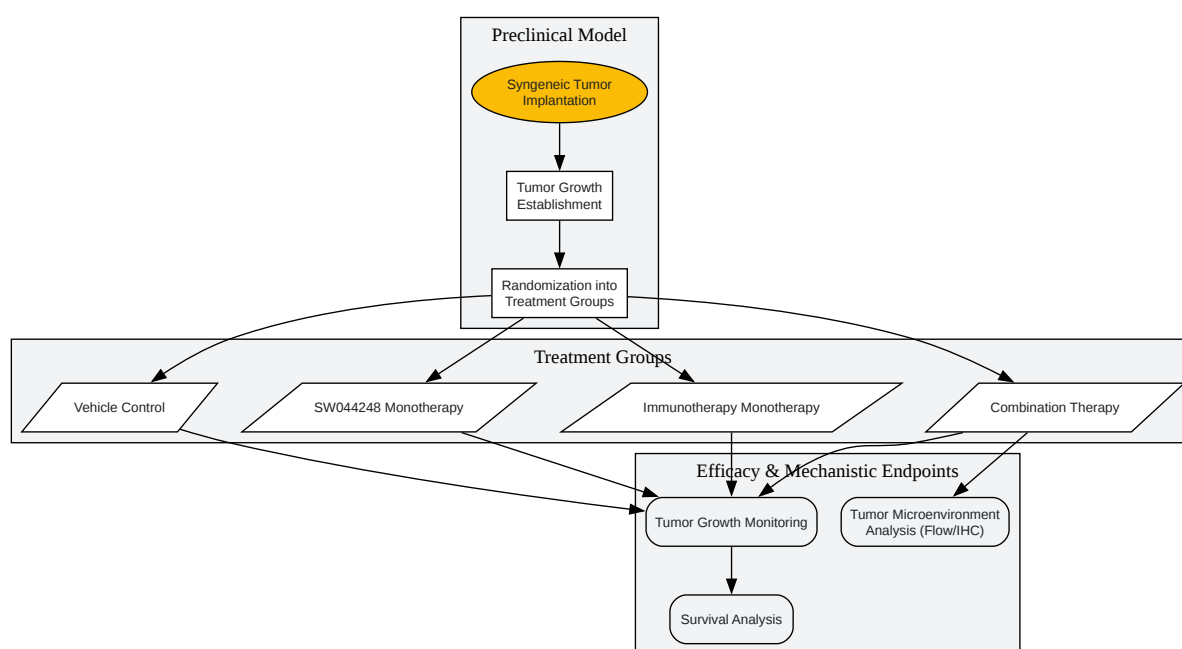 Preclinical Model
Syngeneic Tumor
Implantation
Tumor Growth
Establishment
Randomization into
Treatment Groups
Treatment Groups
Vehicle Control
SW044248 Monotherapy
Immunotherapy Monotherapy
Combination Therapy
Efficacy & Mechanistic Endpoints
Tumor Growth Monitoring
Tumor Microenvironment
Analysis (Flow/IHC)
Survival Analysis